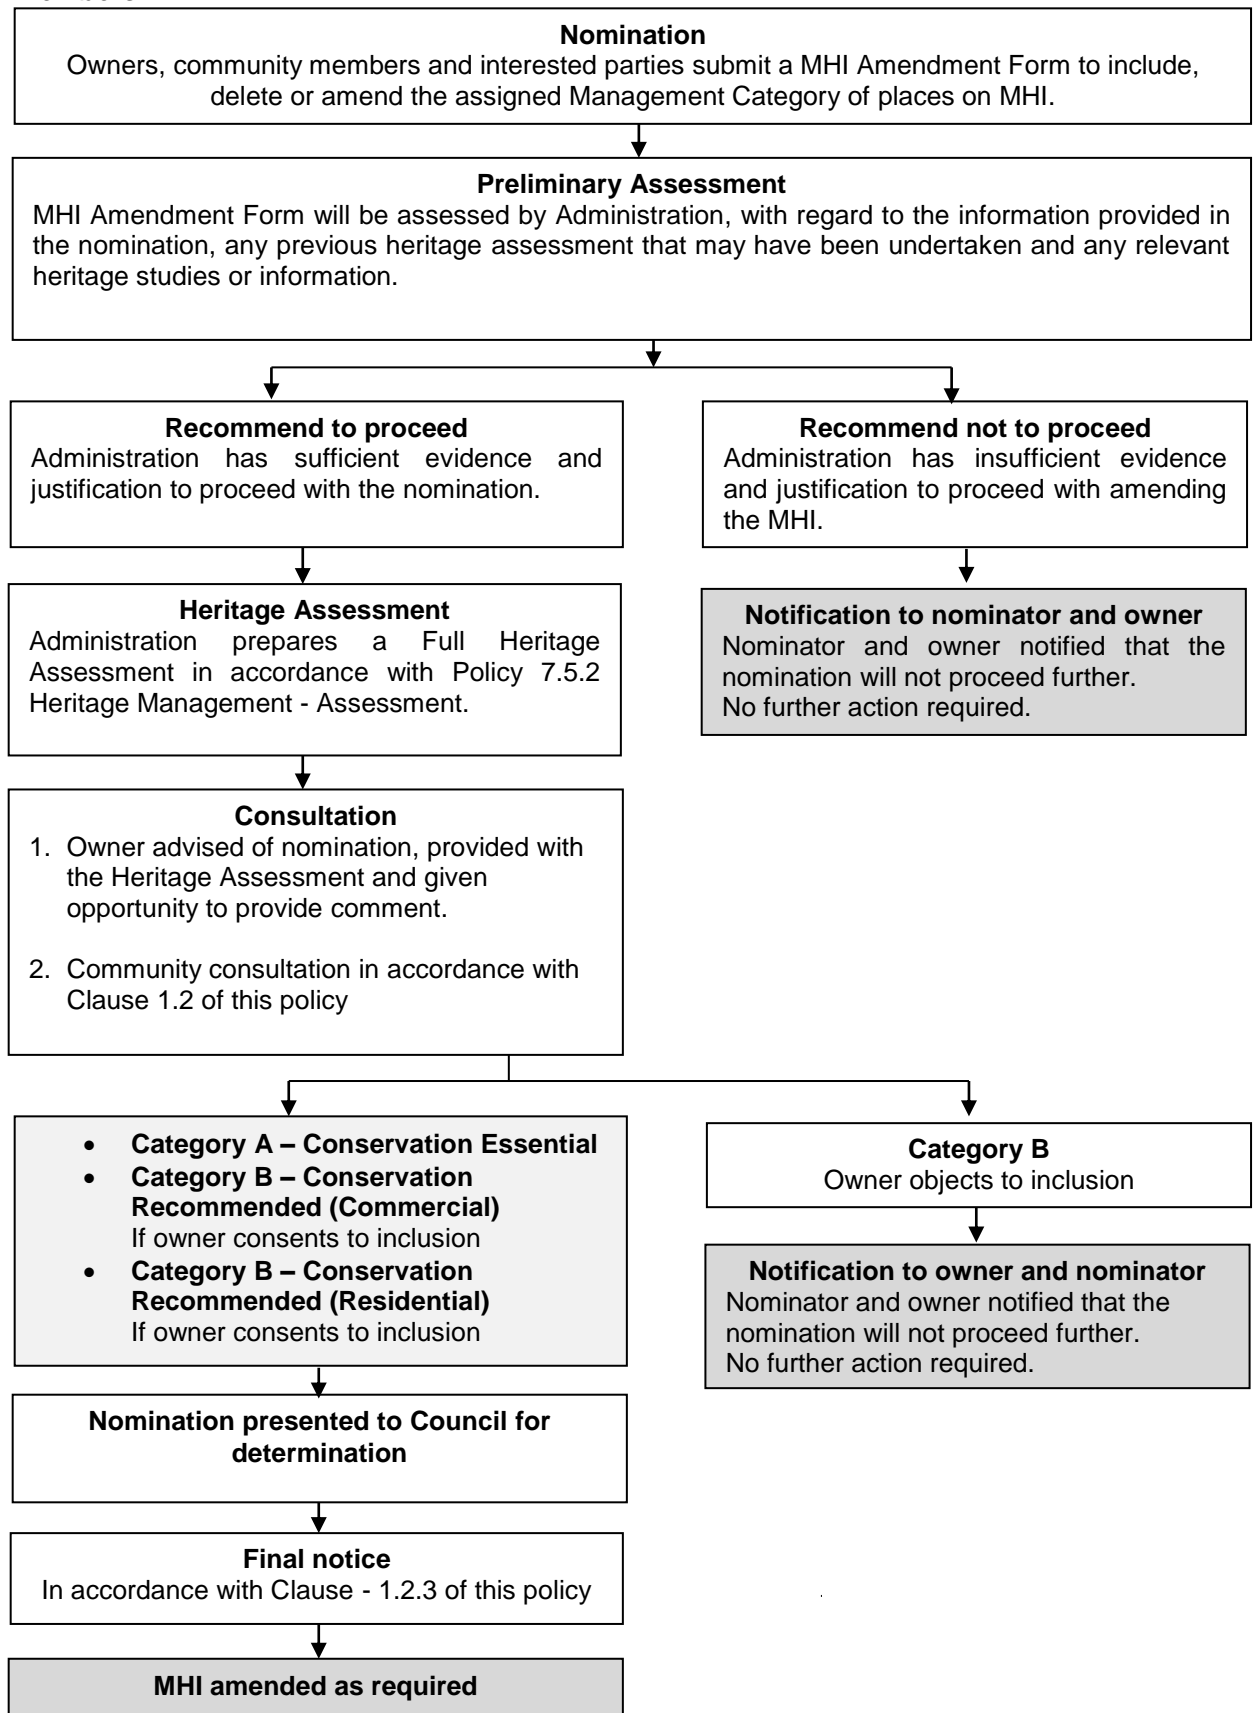 Nomination
Owners, community members and interested parties submit a MHI Amendment Form to include,
delete or amend the assigned Management Category of places on MHI.
Preliminary Assessment
MHI Amendment Form will be assessed by Administration, with regard to the information provided in
the nomination, any previous heritage assessment that may have been undertaken and any relevant
heritage studies or information.
Recommend to proceed
Administration has sufficient evidence and
justification to proceed with the nomination.
Recommend not to proceed
Administration has insufficient evidence
and justification to proceed with amending
the MHI.
Heritage Assessment
Administration prepares a Full Heritage
Assessment in accordance with Policy 7.5.2
Heritage Management - Assessment.
Notification to nominator and owner
Nominator and owner notified that the
nomination will not proceed further.
No further action required.
Consultation
1. Owner advised of nomination, provided with
the Heritage Assessment and given
opportunity to provide comment.
2. Community consultation in accordance with
Clause 1.2 of this policy
• Category A – Conservation Essential
• Category B – Conservation
Recommended (Commercial)
If owner consents to inclusion
• Category B – Conservation
Recommended (Residential)
If owner consents to inclusion
Category B
Owner objects to inclusion
Notification to owner and nominator
Nominator and owner notified that the
nomination will not proceed further.
No further action required.
Nomination presented to Council for
determination
Final notice
In accordance with Clause - 1.2.3 of this policy
MHI amended as required